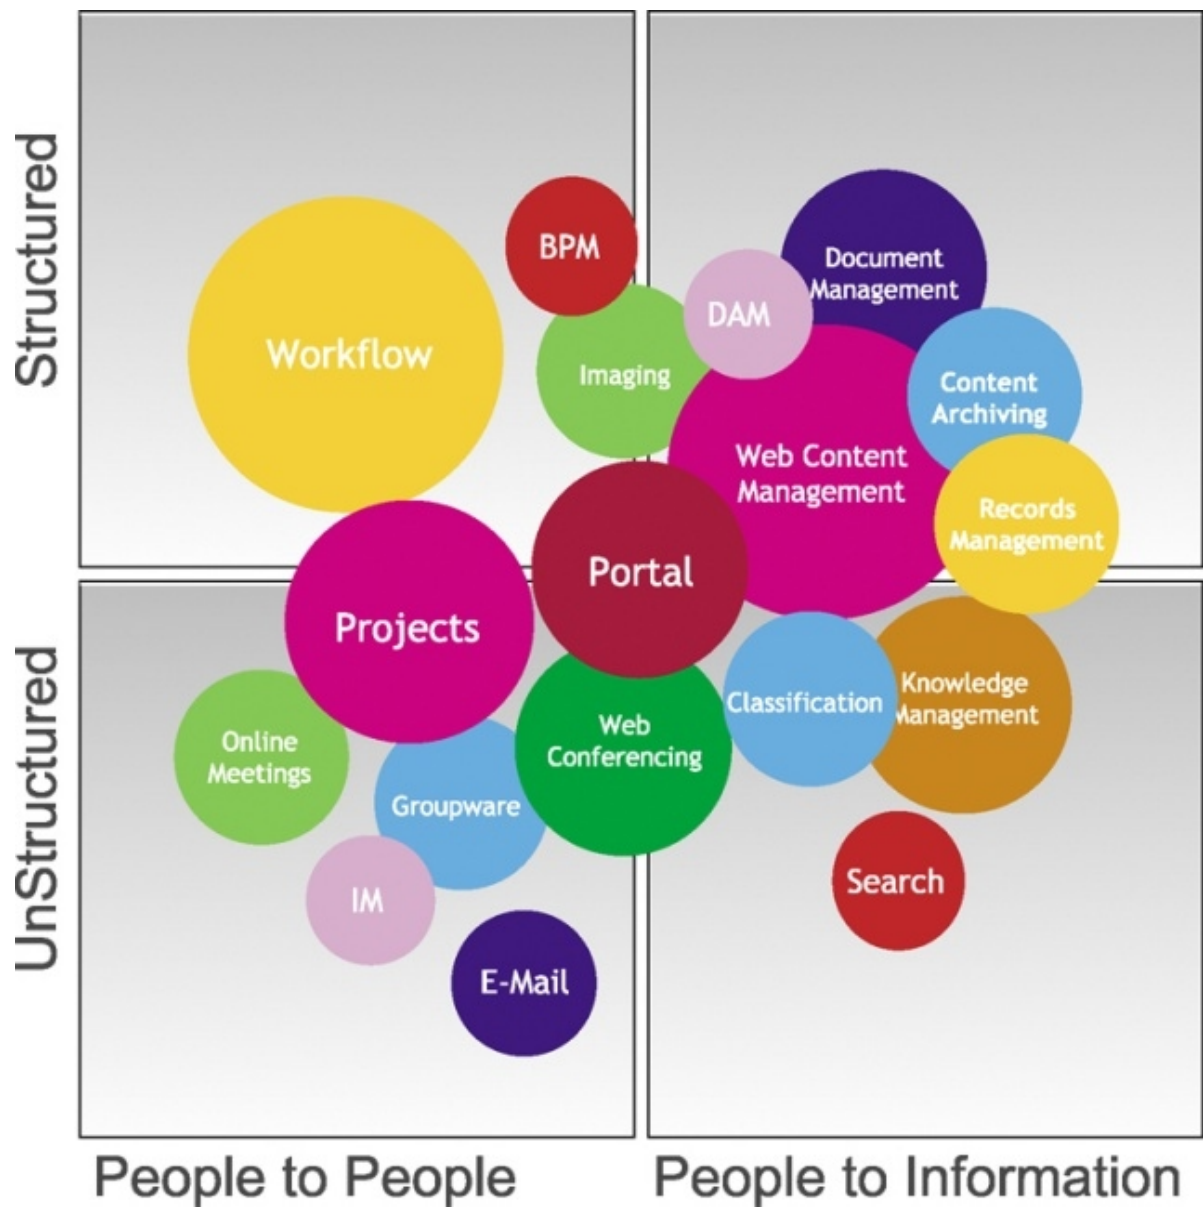 Structured
UnStructured
BPM
Document
Management
DAM
Workflow
Imaging
Content
Archiving
Web Content
Management
Records
Management
Portal
Projects
Knowledge
Management
Classification
Web
Conferencing
Online
Meetings
Groupware
Search
IM
E-Mail
People to People
People to Information